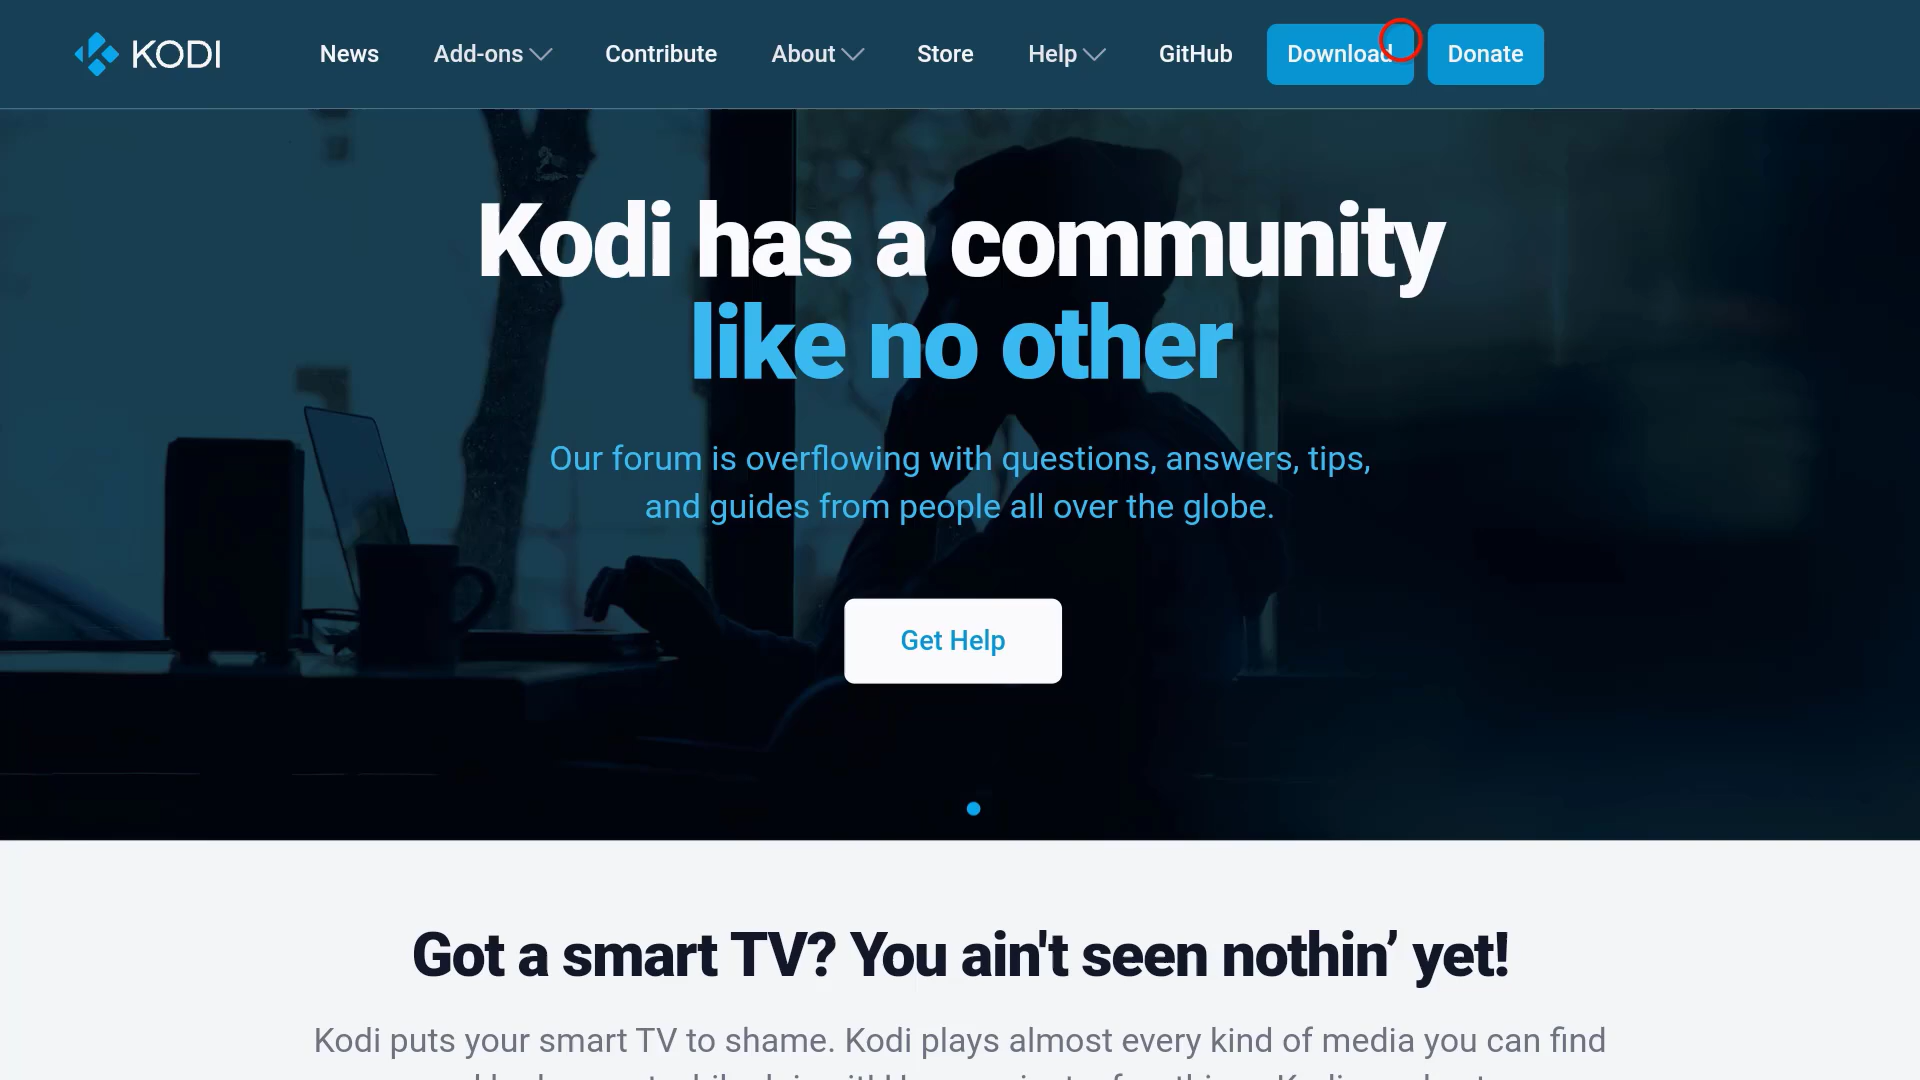 KODI
News
Add-ons
Contribute
About
Store
Help
GitHub
Download
Donate
Kodi has a community
like no other
Our forum is overflowing with questions, answers, tips,
and guides from people all over the globe.
Get Help
Got a smart TV? You ain't seen nothin’ yet!
Kodi puts your smart TV to shame. Kodi plays almost every kind of media you can find